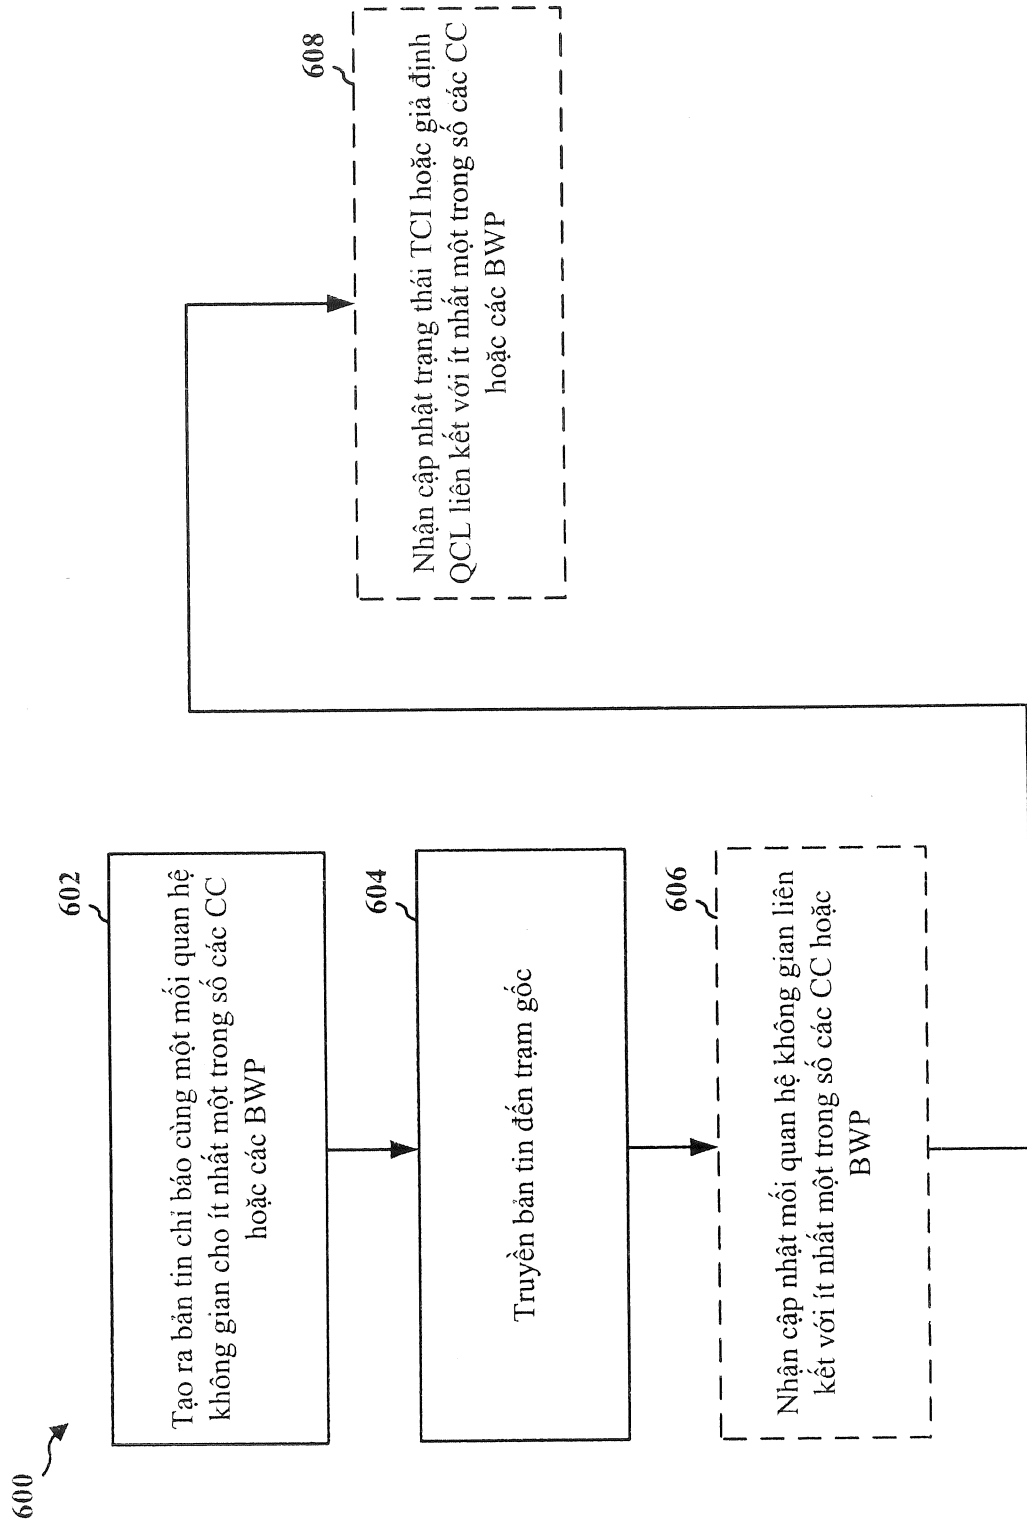 600
602
Tạo ra bản tin chỉ báo cùng một mối quan hệ
không gian cho ít nhất một trong số các CC
hoặc các BWP
604
Truyền bản tin đến trạm gốc
606
Nhận cập nhật mối quan hệ không gian liên
kết với ít nhất một trong số các CC hoặc
BWP
608
Nhận cập nhật trạng thái TCI hoặc giả định
QCL liên kết với ít nhất một trong số các CC
hoặc các BWP